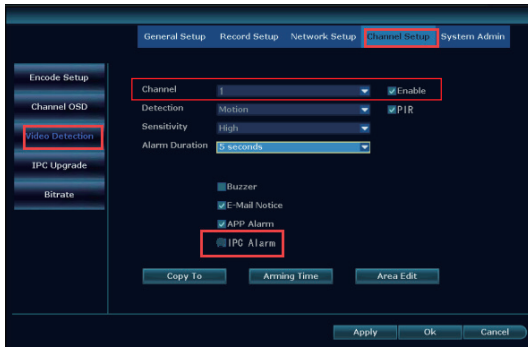 General Setup Record Setup Network Setup Channel Setup System Admin
Encode Setup
Channel OSD
Video Detection
IPC Upgrade
Bitrate
Channel 1 Enable
Detection Motion PIR
Sensitivity High
Alarm Duration 5 seconds
Buzzer
E-Mail Notice
APP Alarm
IPC Alarm
Copy To Arming Time Area Edit
Apply Ok Cancel